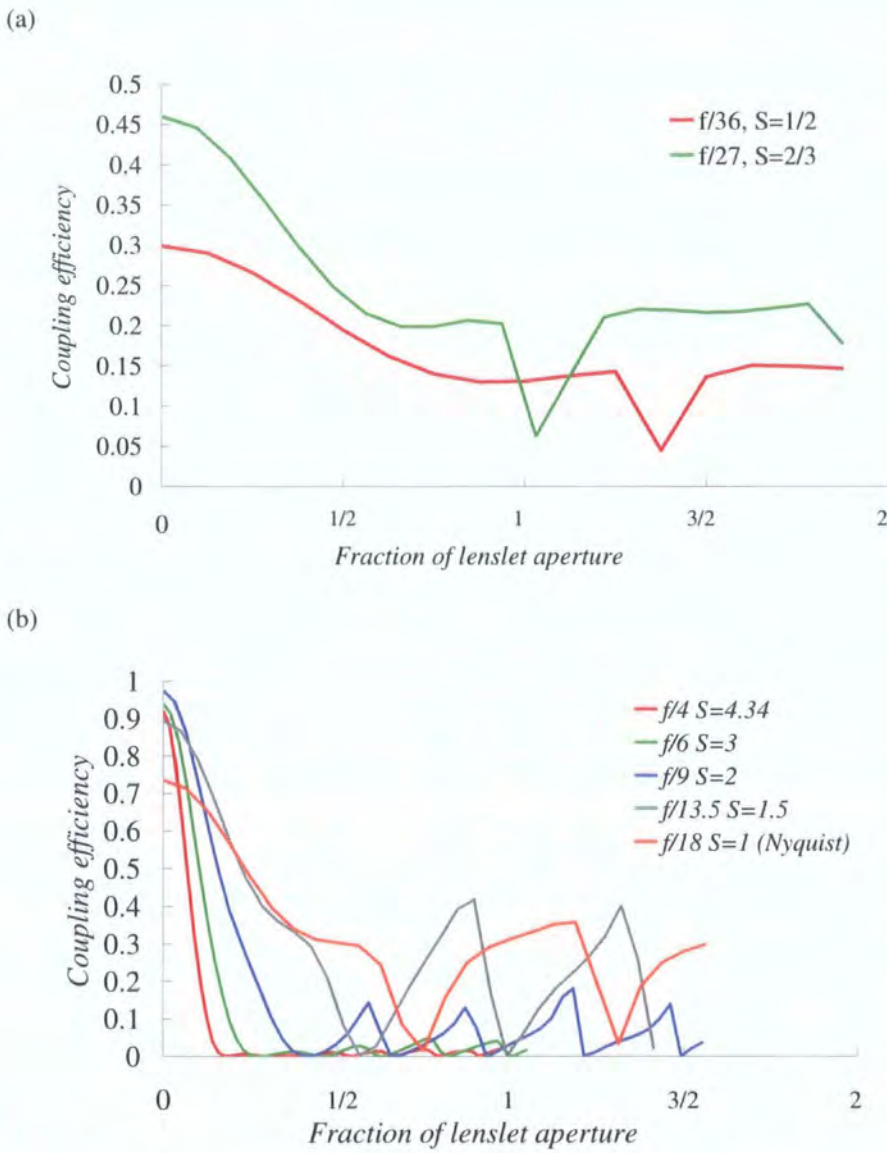 (a)
0.5
0.45
0.4
0.35
0.3
0.25
0.2
0.15
0.1
0.05
0
Coupling efficiency
f/36, S=1/2
f/27, S=2/3
0 1/2 1 3/2 2
Fraction of lenslet aperture
(b)
1
0.9
0.8
0.7
0.6
0.5
0.4
0.3
0.2
0.1
0
Coupling efficiency
f/4 S=4.34
f/6 S=3
f/9 S=2
f/13.5 S=1.5
f/18 S=1 (Nyquist)
0 1/2 1 3/2 2
Fraction of lenslet aperture